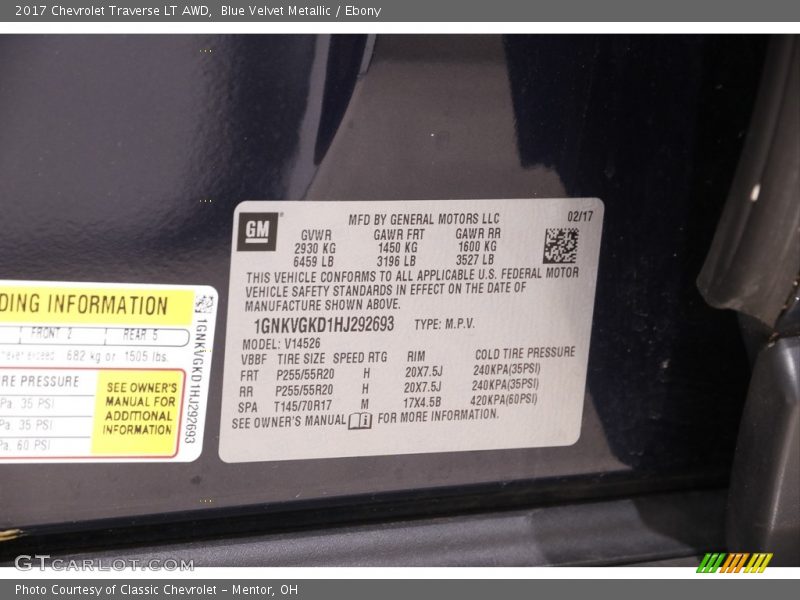 2017 Chevrolet Traverse LT AWD, Blue Velvet Metallic / Ebony
GM
MFD BY GENERAL MOTORS LLC
02/17
GVWR GAWR FRT GAWR RR
2930 KG 1450 KG 1600 KG
6459 LB 3196 LB 3527 LB
THIS VEHICLE CONFORMS TO ALL APPLICABLE U.S. FEDERAL MOTOR
VEHICLE SAFETY STANDARDS IN EFFECT ON THE DATE OF
MANUFACTURE SHOWN ABOVE.
1GNKVGKD1HJ292693 TYPE: M.P.V.
MODEL: V14526
VBBF TIRE SIZE SPEED RTG RIM COLD TIRE PRESSURE
FRT P255/55R20 H 20X7.5J 240KPA(35PSI)
RR P255/55R20 H 20X7.5J 240KPA(35PSI)
SPA T145/70R17 M 17X4.5B 420KPA(60PSI)
SEE OWNER'S MANUAL FOR MORE INFORMATION.
DING INFORMATION
FRONT 2 REAR 5
682 kg or 1505 lbs.
RE PRESSURE
Pa, 35 PSI
Pa, 35 PSI
Pa, 60 PSI
SEE OWNER'S
MANUAL FOR
ADDITIONAL
INFORMATION
1GNKVGKD1HJ292693
GTCARLOT.COM
Photo Courtesy of Classic Chevrolet - Mentor, OH